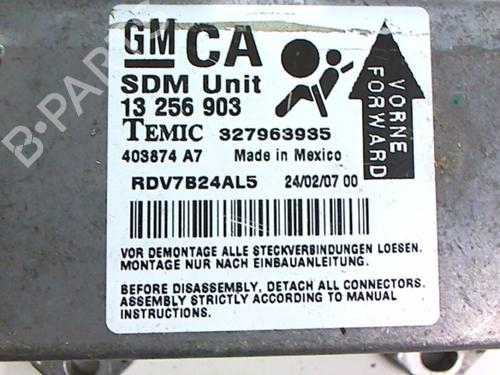 GM CA
SDM Unit
13 256 903
TEMIC 327963935
403874 A7 Made in Mexico
RDV7B24AL5 24/02/07 00
VORNE
FORWARD
VOR DEMONTAGE ALLE STECKVERBINDUNGEN LOESEN.
MONTAGE NUR NACH EINBAUANLEITUNG.
BEFORE DISASSEMBLY, DETACH ALL CONNECTORS.
ASSEMBLY STRICTLY ACCORDING TO MANUAL
INSTRUCTIONS.